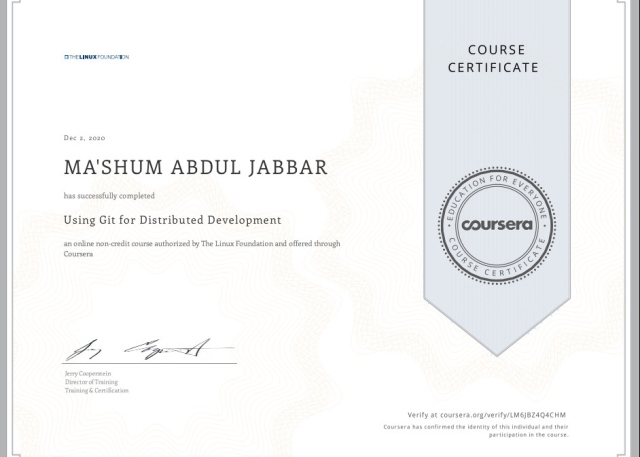 THE LINUX FOUNDATION
COURSE
CERTIFICATE
Dec 2, 2020
MA'SHUM ABDUL JABBAR
has successfully completed
Using Git for Distributed Development
an online non-credit course authorized by The Linux Foundation and offered through
Coursera
EDUCATION FOR EVERYONE
coursera
COURSE CERTIFICATE
Jerry Cooperstein
Director of Training
Training & Certification
Verify at coursera.org/verify/LM6JBZ4Q4CHM
Coursera has confirmed the identity of this individual and their
participation in the course.